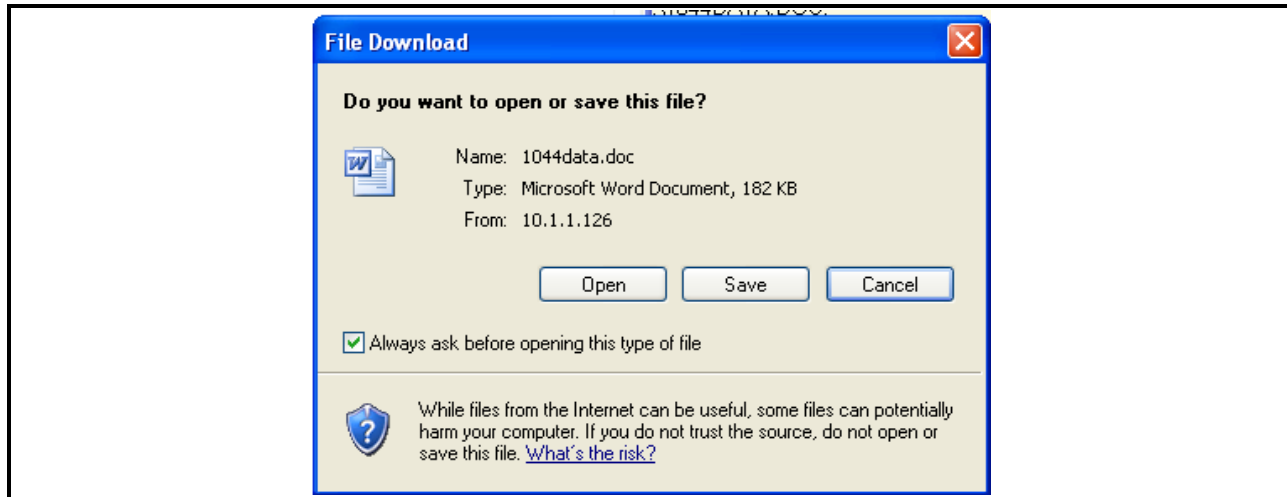 File Download
Do you want to open or save this file?
Name: 1044data.doc
Type: Microsoft Word Document, 182 KB
From: 10.1.1.126
Open Save Cancel
Always ask before opening this type of file
While files from the Internet can be useful, some files can potentially
harm your computer. If you do not trust the source, do not open or
save this file. What's the risk?